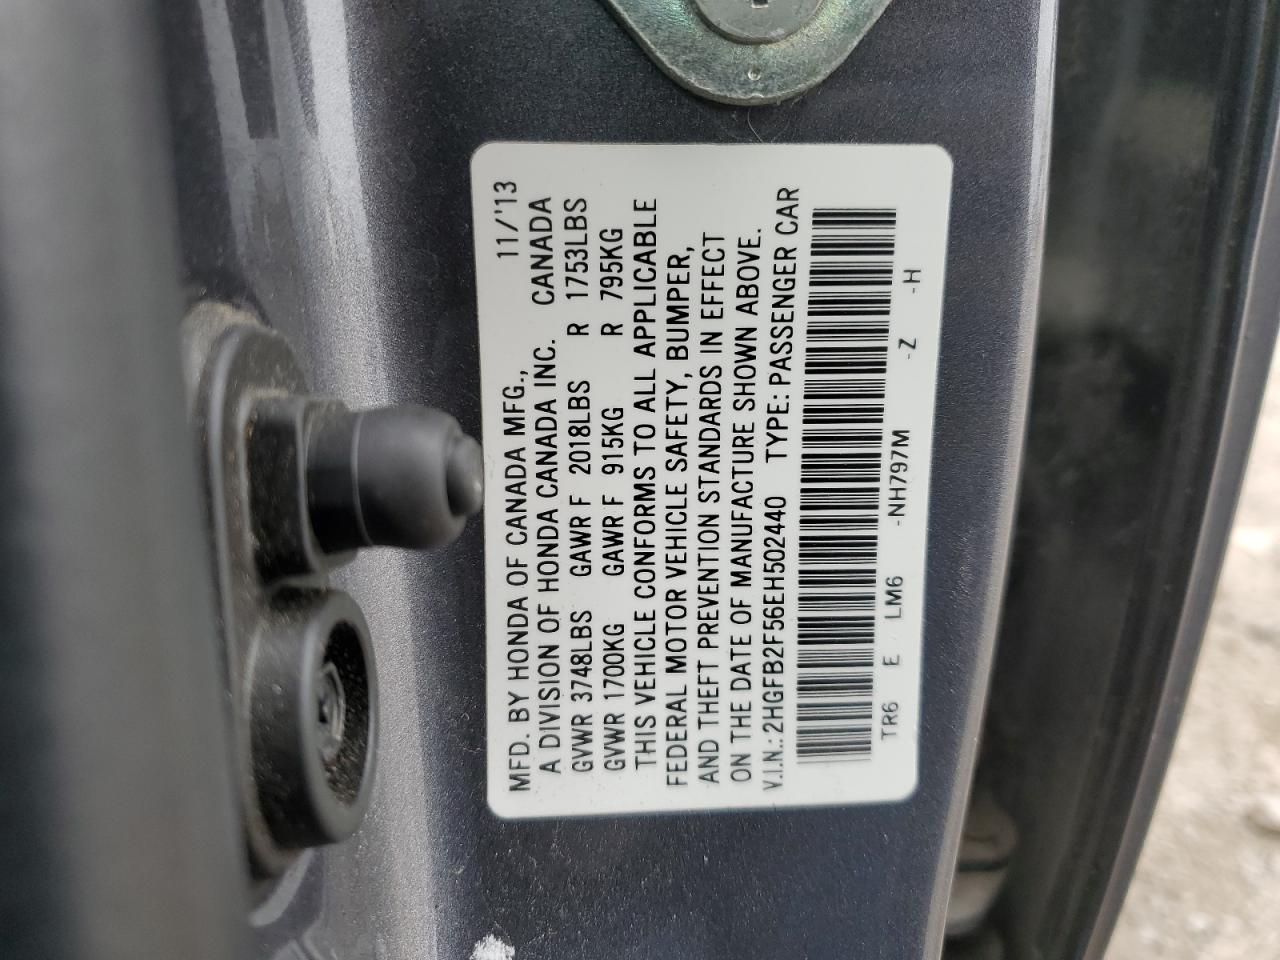 MFD. BY HONDA OF CANADA MFG., 11/'13
A DIVISION OF HONDA CANADA INC. CANADA
GVWR 3748LBS GAWR F 2018LBS R 1753LBS
GVWR 1700KG GAWR F 915KG R 795KG
THIS VEHICLE CONFORMS TO ALL APPLICABLE
FEDERAL MOTOR VEHICLE SAFETY, BUMPER,
AND THEFT PREVENTION STANDARDS IN EFFECT
ON THE DATE OF MANUFACTURE SHOWN ABOVE.
V.I.N.: 2HGFB2F56EH502440 TYPE: PASSENGER CAR
TR6 E LM6 -NH797M -Z -H